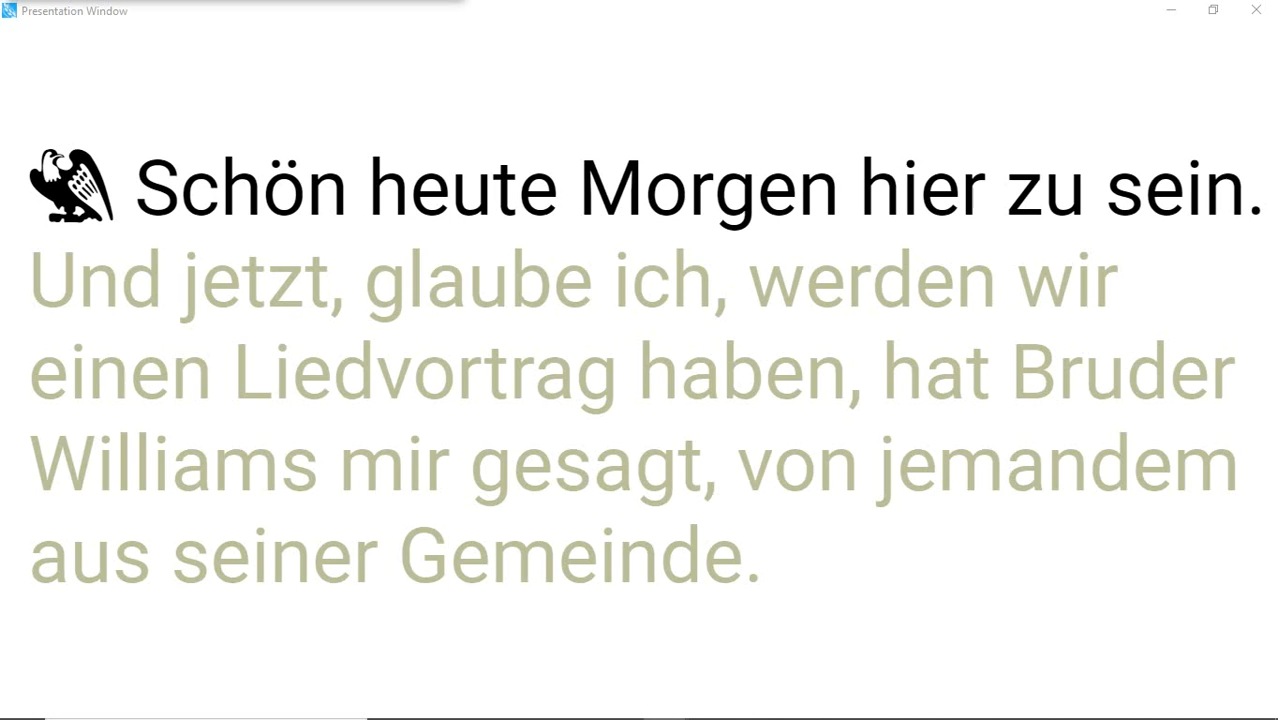 Presentation Window
Schön heute Morgen hier zu sein.
Und jetzt, glaube ich, werden wir
einen Liedvortrag haben, hat Bruder
Williams mir gesagt, von jemandem
aus seiner Gemeinde.